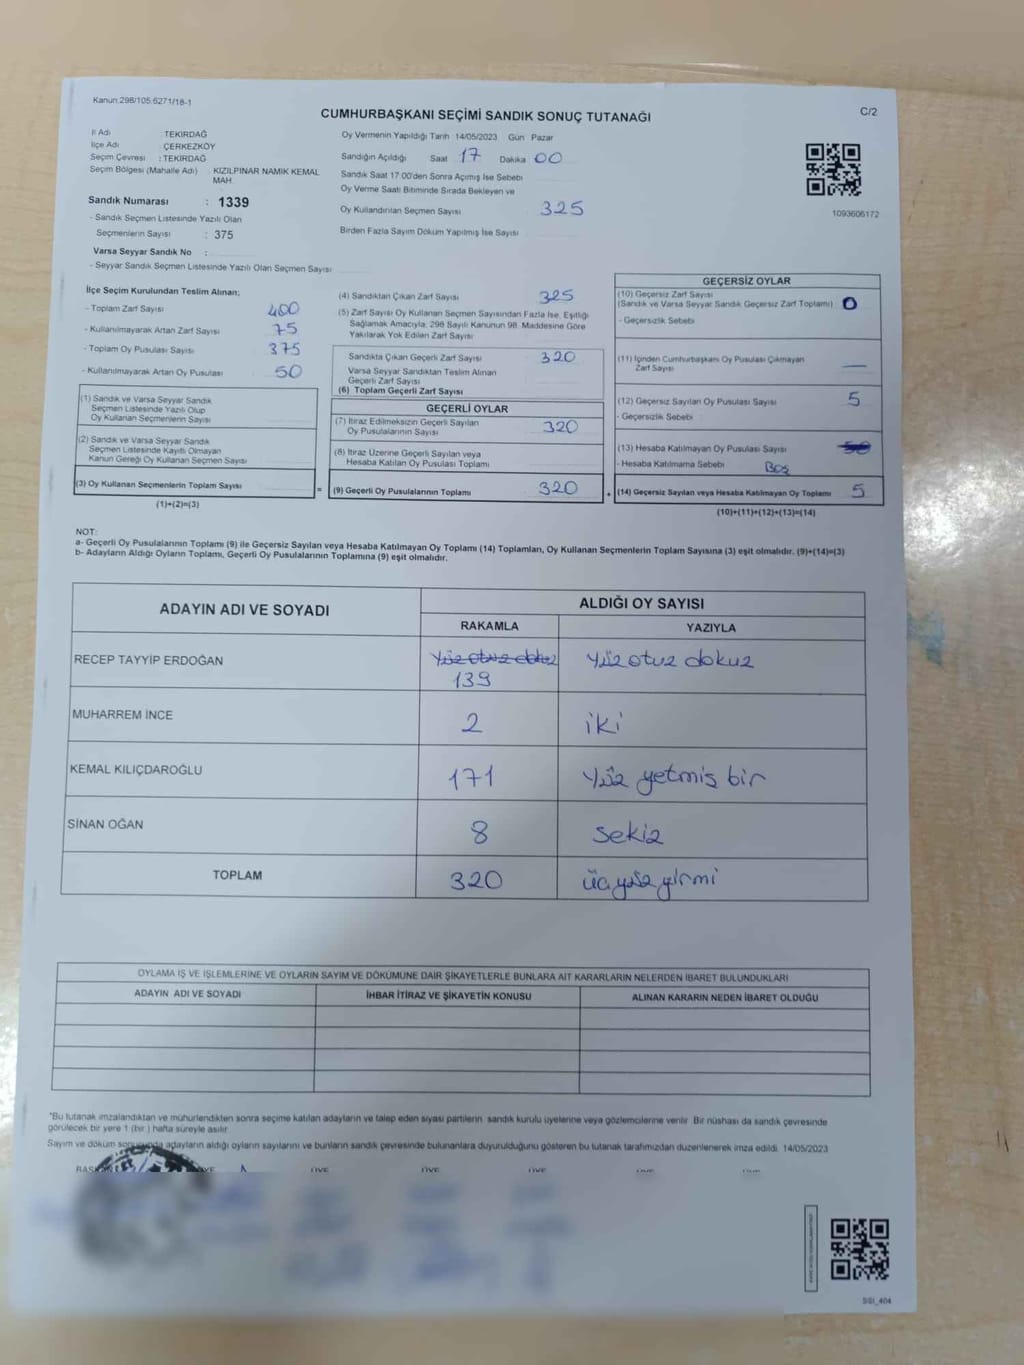 Kanun:298/105.6271/18-1
CUMHURBAŞKANI SEÇİMİ SANDIK SONUÇ TUTANAĞI
C/2
İl Adı : TEKİRDAĞ
İlçe Adı : ÇERKEZKÖY
Seçim Çevresi : TEKİRDAĞ
Seçim Bölgesi (Mahalle Adı) KIZILPINAR NAMIK KEMAL
MAH.
Sandık Numarası : 1339
- Sandık Seçmen Listesinde Yazılı Olan
Seçmenlerin Sayısı : 375
Varsa Seyyar Sandık No :
- Seyyar Sandık Seçmen Listesinde Yazılı Olan Seçmen Sayısı
Oy Vermenin Yapıldığı Tarih 14/05/2023 Gün Pazar
Sandığın Açıldığı Saat 17 Dakika 00
Sandık Saat 17.00'den Sonra Açımış İse Sebebi
Oy Verme Saati Bitiminde Sırada Bekleyen ve
Oy Kullandırılan Seçmen Sayısı 325
Birden Fazla Sayım Döküm Yapılmış İse Sayısı
1093606172
İlçe Seçim Kurulundan Teslim Alınan;
- Toplam Zarf Sayısı 400
- Kullanılmayarak Artan Zarf Sayısı 75
- Toplam Oy Pusulası Sayısı 375
- Kullanılmayarak Artan Oy Pusulası 50
(1) Sandık ve Varsa Seyyar Sandık
Seçmen Listesinde Yazılı Olup
Oy Kullanan Seçmenlerin Sayısı
(2) Sandık ve Varsa Seyyar Sandık
Seçmen Listesinde Kayıtlı Olmayan
Kanun Gereği Oy Kullanan Seçmen Sayısı
(3) Oy Kullanan Seçmenlerin Toplam Sayısı
(1)+(2)=(3)
(4) Sandıktan Çıkan Zarf Sayısı 325
(5) Zarf Sayısı Oy Kullanan Seçmen Sayısından Fazla İse, Eşitliği
Sağlamak Amacıyla; 298 Sayılı Kanunun 98. Maddesine Göre
Yakılarak Yok Edilen Zarf Sayısı
Sandıkta Çıkan Geçerli Zarf Sayısı 320
Varsa Seyyar Sandıktan Teslim Alınan
Geçerli Zarf Sayısı
(6) Toplam Geçerli Zarf Sayısı
GEÇERLİ OYLAR
(7) İtiraz Edilmeksizin Geçerli Sayılan
Oy Pusulalarının Sayısı 320
(8) İtiraz Üzerine Geçerli Sayılan veya
Hesaba Katılan Oy Pusulası Toplamı
= (9) Geçerli Oy Pusulalarının Toplamı 320
GEÇERSİZ OYLAR
(10) Geçersiz Zarf Sayısı
(Sandık ve Varsa Seyyar Sandık Geçersiz Zarf Toplamı) 0
- Geçersizlik Sebebi
(11) İçinden Cumhurbaşkanı Oy Pusulası Çıkmayan
Zarf Sayısı —
(12) Geçersiz Sayılan Oy Pusulası Sayısı 5
- Geçersizlik Sebebi
(13) Hesaba Katılmayan Oy Pusulası Sayısı 50
- Hesaba Katılmama Sebebi Boş
+ (14) Geçersiz Sayılan veya Hesaba Katılmayan Oy Toplamı 5
(10)+(11)+(12)+(13)=(14)
NOT:
a- Geçerli Oy Pusulalarının Toplamı (9) ile Geçersiz Sayılan veya Hesaba Katılmayan Oy Toplamı (14) Toplamları, Oy Kullanan Seçmenlerin Toplam Sayısına (3) eşit olmalıdır. (9)+(14)=(3)
b- Adayların Aldığı Oyların Toplamı, Geçerli Oy Pusulalarının Toplamına (9) eşit olmalıdır.
ADAYIN ADI VE SOYADI ALDIĞI OY SAYISI
RAKAMLA YAZIYLA
RECEP TAYYİP ERDOĞAN Yüz otuz dokuz 139 Yüz otuz dokuz
MUHARREM İNCE 2 iki
KEMAL KILIÇDAROĞLU 171 Yüz yetmiş bir
SİNAN OĞAN 8 sekiz
TOPLAM 320 üçyüz yirmi
OYLAMA İŞ VE İŞLEMLERİNE VE OYLARIN SAYIM VE DÖKÜMÜNE DAİR ŞİKAYETLERLE BUNLARA AİT KARARLARIN NELERDEN İBARET BULUNDUKLARI
ADAYIN ADI VE SOYADI İHBAR İTİRAZ VE ŞİKAYETİN KONUSU ALINAN KARARIN NEDEN İBARET OLDUĞU
*Bu tutanak imzalandıktan ve mühürlendikten sonra seçime katılan adayların ve talep eden siyasi partilerin sandık kurulu üyelerine veya gözlemcilerine verilir. Bir nüshası da sandık çevresinde
görülecek bir yere 1 (bir ) hafta süreyle asılır.
Sayım ve döküm sonucunda adayların aldığı oyların sayılarını ve bunların sandık çevresinde bulunanlara duyurulduğunu gösteren bu tutanak tarafımızdan düzenlenerek imza edildi. 14/05/2023
ÜYE ÜYE ÜYE ÜYE
SSI_404